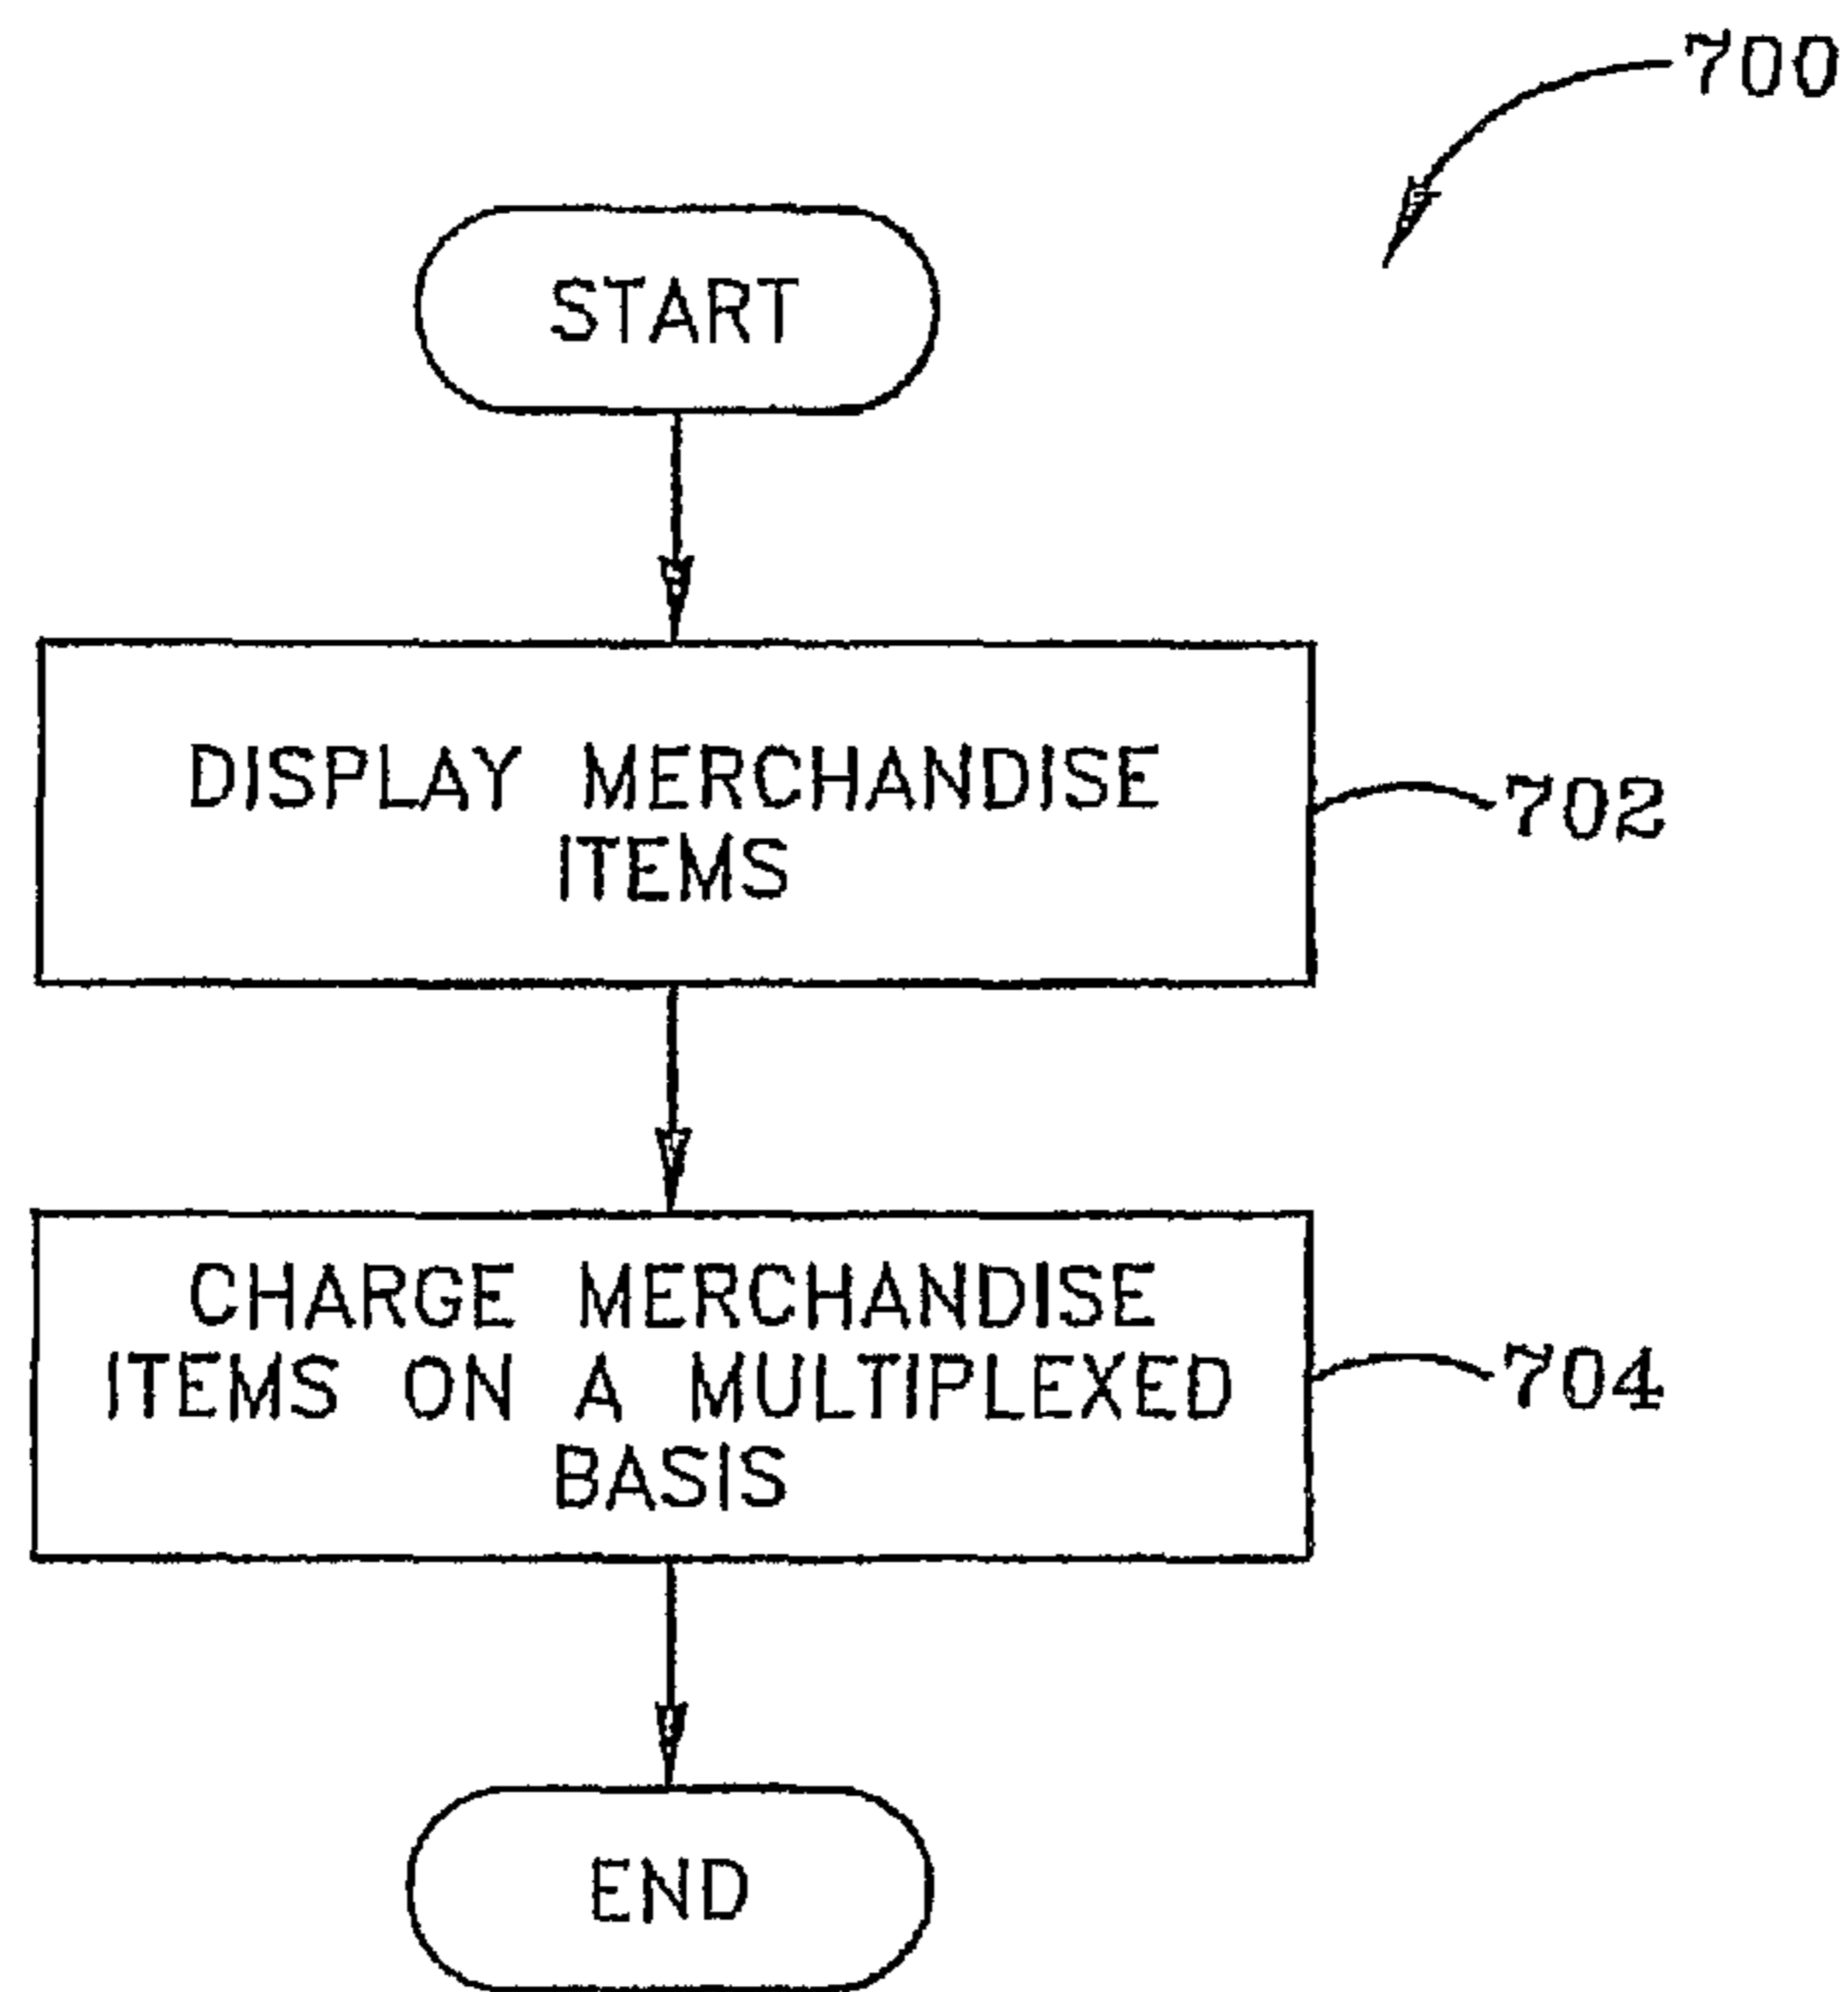 700
START
DISPLAY MERCHANDISE
ITEMS
702
CHARGE MERCHANDISE
ITEMS ON A MULTIPLEXED
BASIS
704
END